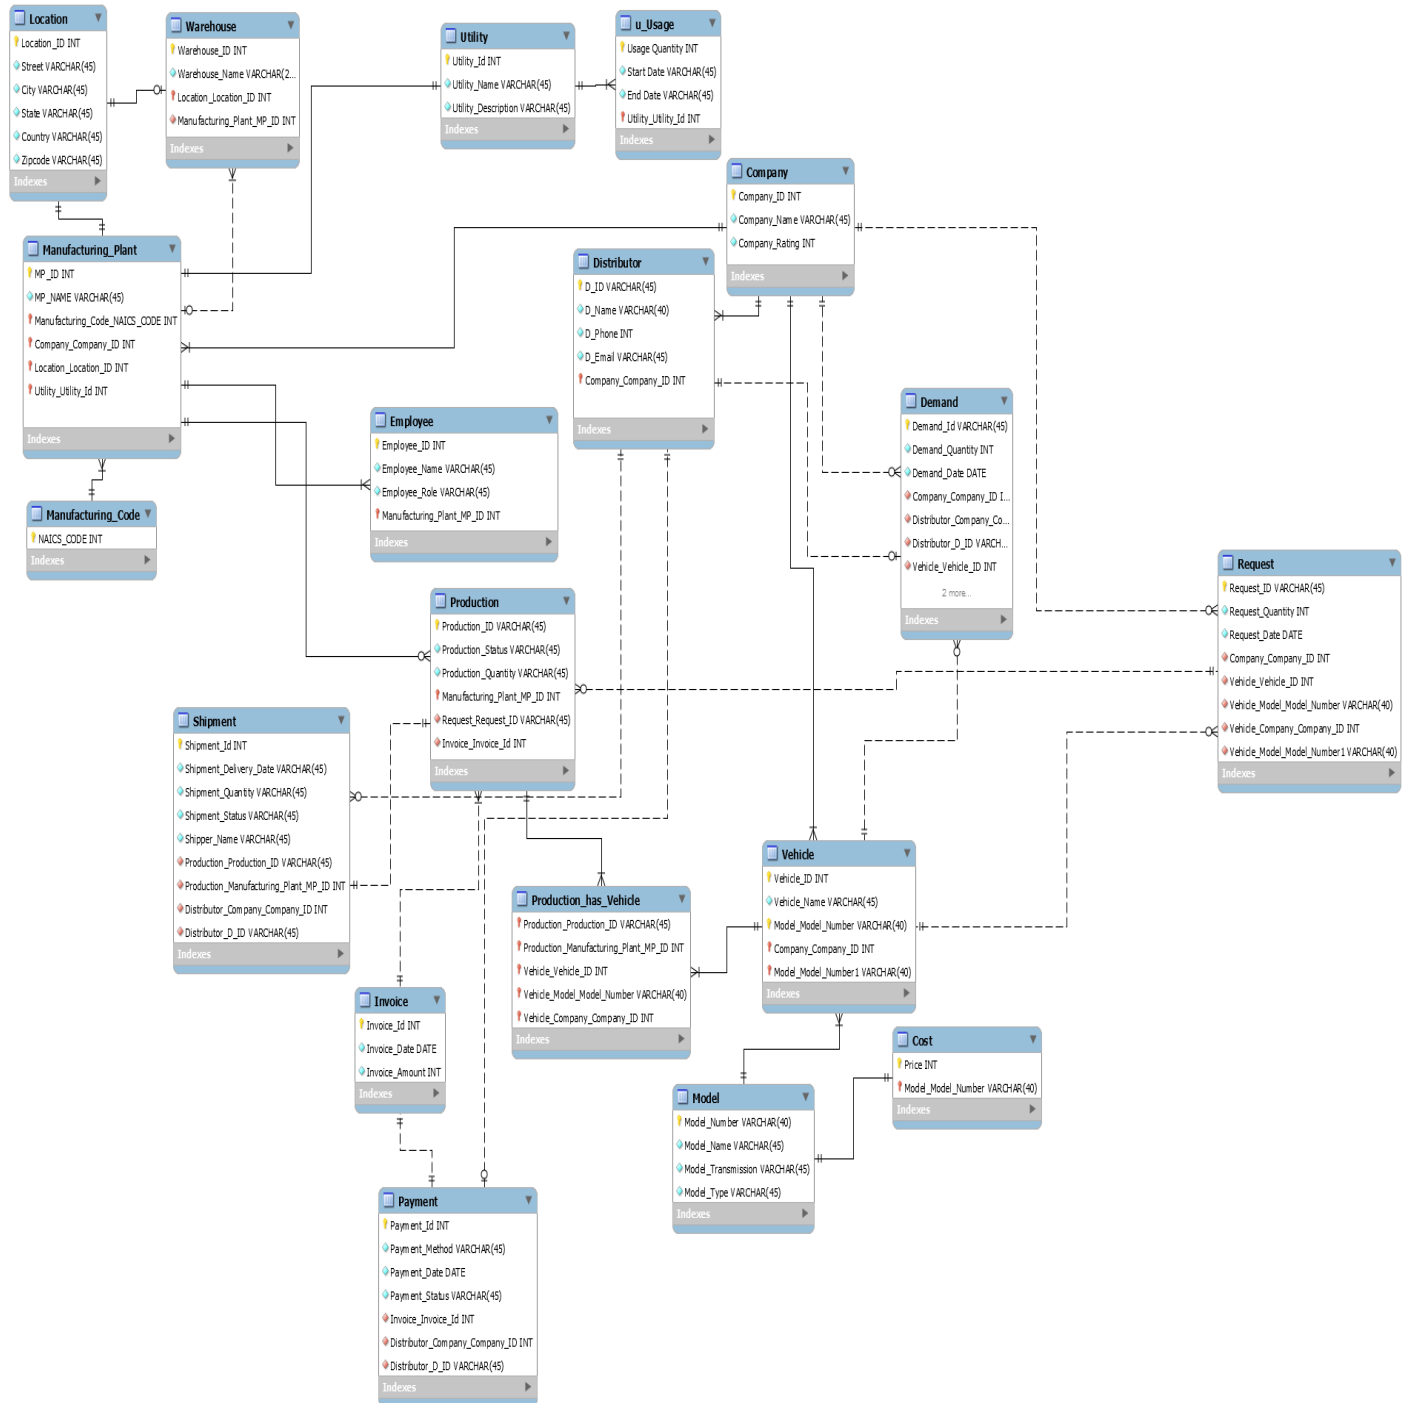 Location
Location_ID INT
Street VARCHAR(45)
City VARCHAR(45)
State VARCHAR(45)
Country VARCHAR(45)
Zipcode VARCHAR(45)
Indexes
Warehouse
Warehouse_ID INT
Warehouse_Name VARCHAR(2...
Location_Location_ID INT
Manufacturing_Plant_MP_ID INT
Indexes
Utility
Utility_Id INT
Utility_Name VARCHAR(45)
Utility_Description VARCHAR(45)
Indexes
u_Usage
Usage Quantity INT
Start Date VARCHAR(45)
End Date VARCHAR(45)
Utility_Utility_Id INT
Indexes
Company
Company_ID INT
Company_Name VARCHAR(45)
Company_Rating INT
Indexes
Manufacturing_Plant
MP_ID INT
MP_NAME VARCHAR(45)
Manufacturing_Code_NAICS_CODE INT
Company_Company_ID INT
Location_Location_ID INT
Utility_Utility_Id INT
Indexes
Distributor
D_ID VARCHAR(45)
D_Name VARCHAR(40)
D_Phone INT
D_Email VARCHAR(45)
Company_Company_ID INT
Indexes
Demand
Demand_Id VARCHAR(45)
Demand_Quantity INT
Demand_Date DATE
Company_Company_ID I...
Distributor_Company_Co...
Distributor_D_ID VARCH...
Vehicle_Vehicle_ID INT
2 more...
Indexes
Employee
Employee_ID INT
Employee_Name VARCHAR(45)
Employee_Role VARCHAR(45)
Manufacturing_Plant_MP_ID INT
Indexes
Manufacturing_Code
NAICS_CODE INT
Indexes
Request
Request_ID VARCHAR(45)
Request_Quantity INT
Request_Date DATE
Company_Company_ID INT
Vehicle_Vehicle_ID INT
Vehicle_Model_Model_Number VARCHAR(40)
Vehicle_Company_Company_ID INT
Vehicle_Model_Model_Number1 VARCHAR(40)
Indexes
Production
Production_ID VARCHAR(45)
Production_Status VARCHAR(45)
Production_Quantity VARCHAR(45)
Manufacturing_Plant_MP_ID INT
Request_Request_ID VARCHAR(45)
Invoice_Invoice_Id INT
Indexes
Shipment
Shipment_Id INT
Shipment_Delivery_Date VARCHAR(45)
Shipment_Quantity VARCHAR(45)
Shipment_Status VARCHAR(45)
Shipper_Name VARCHAR(45)
Production_Production_ID VARCHAR(45)
Production_Manufacturing_Plant_MP_ID INT
Distributor_Company_Company_ID INT
Distributor_D_ID VARCHAR(45)
Indexes
Vehicle
Vehicle_ID INT
Vehicle_Name VARCHAR(45)
Model_Model_Number VARCHAR(40)
Company_Company_ID INT
Model_Model_Number1 VARCHAR(40)
Indexes
Production_has_Vehicle
Production_Production_ID VARCHAR(45)
Production_Manufacturing_Plant_MP_ID INT
Vehicle_Vehicle_ID INT
Vehicle_Model_Model_Number VARCHAR(40)
Vehicle_Company_Company_ID INT
Indexes
Invoice
Invoice_Id INT
Invoice_Date DATE
Invoice_Amount INT
Indexes
Cost
Price INT
Model_Model_Number VARCHAR(40)
Indexes
Model
Model_Number VARCHAR(40)
Model_Name VARCHAR(45)
Model_Transmission VARCHAR(45)
Model_Type VARCHAR(45)
Indexes
Payment
Payment_Id INT
Payment_Method VARCHAR(45)
Payment_Date DATE
Payment_Status VARCHAR(45)
Invoice_Invoice_Id INT
Distributor_Company_Company_ID INT
Distributor_D_ID VARCHAR(45)
Indexes